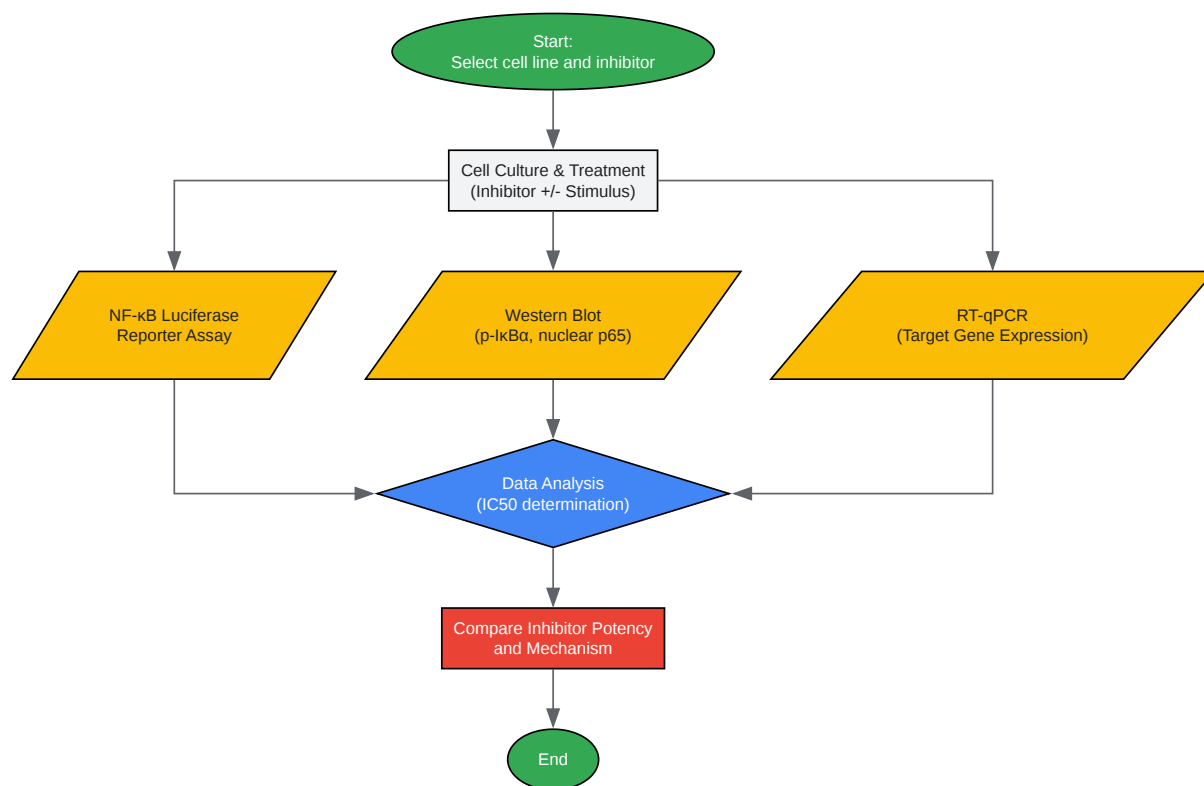 Start:
Select cell line and inhibitor
Cell Culture & Treatment
(Inhibitor +/- Stimulus)
NF-κB Luciferase
Reporter Assay
Western Blot
(p-IκBα, nuclear p65)
RT-qPCR
(Target Gene Expression)
Data Analysis
(IC50 determination)
Compare Inhibitor Potency
and Mechanism
End